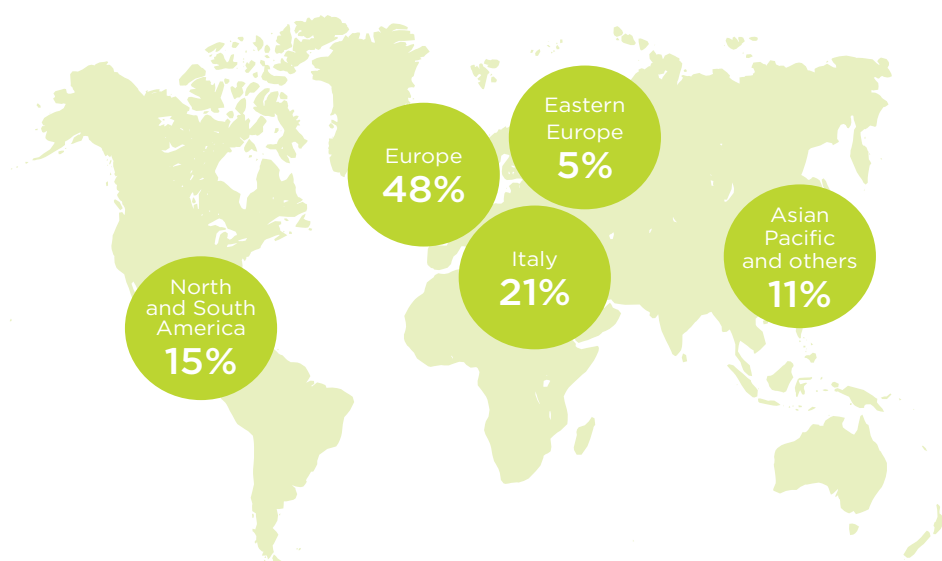 Eastern
Europe
5%
Europe
48%
Asian
Pacific
and others
11%
Italy
21%
North
and South
America
15%